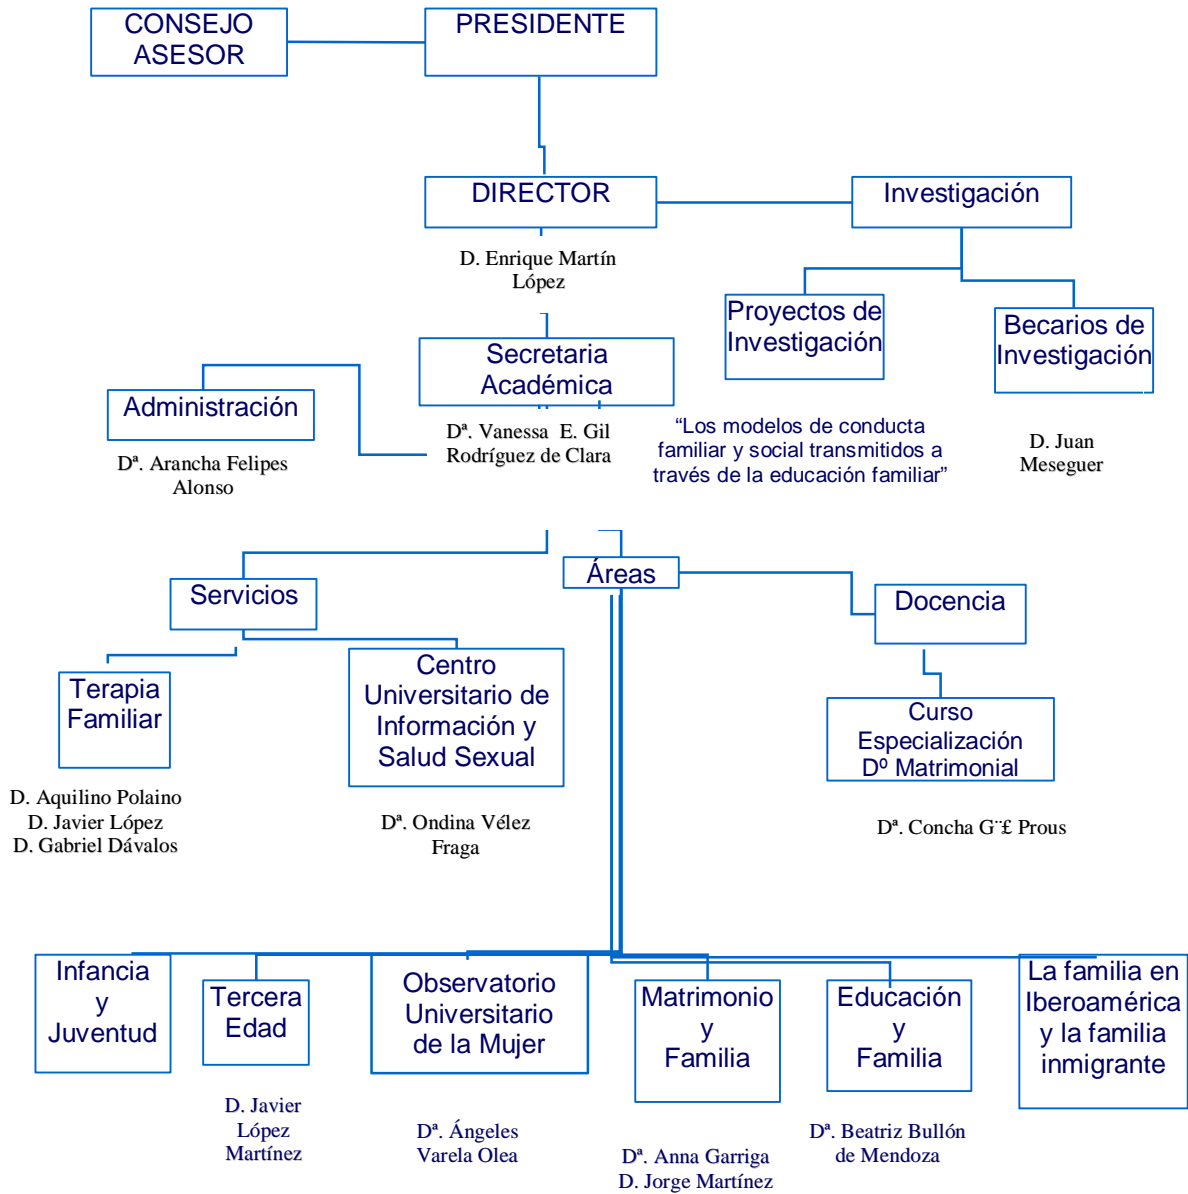 CONSEJO
ASESOR
PRESIDENTE
DIRECTOR
D. Enrique Martín
López
Investigación
Proyectos de
Investigación
Becarios de
Investigación
Secretaria
Académica
Dª. Vanessa E. Gil
Rodríguez de Clara
Administración
Dª. Arancha Felipes
Alonso
“Los modelos de conducta
familiar y social transmitidos a
través de la educación familiar”
D. Juan
Meseguer
Servicios
Áreas
Docencia
Terapia
Familiar
D. Aquilino Polaino
D. Javier López
D. Gabriel Dávalos
Centro
Universitario de
Información y
Salud Sexual
Dª. Ondina Vélez
Fraga
Curso
Especialización
Dº Matrimonial
Dª. Concha G¨£ Prous
Infancia
y
Juventud
Tercera
Edad
D. Javier
López
Martínez
Observatorio
Universitario
de la Mujer
Dª. Ángeles
Varela Olea
Matrimonio
y
Familia
Dª. Anna Garriga
D. Jorge Martínez
Educación
y
Familia
Dª. Beatriz Bullón
de Mendoza
La familia en
Iberoamérica
y la familia
inmigrante